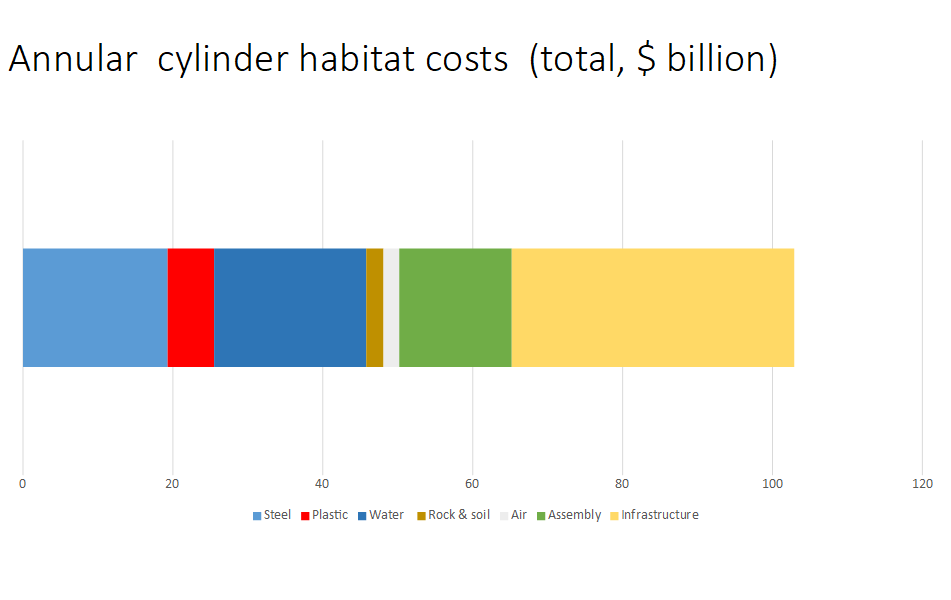 Annular  cylinder habitat costs  (total, $ billion)
0 20 40 60 80 100 120
Steel Plastic Water Rock & soil Air Assembly Infrastructure